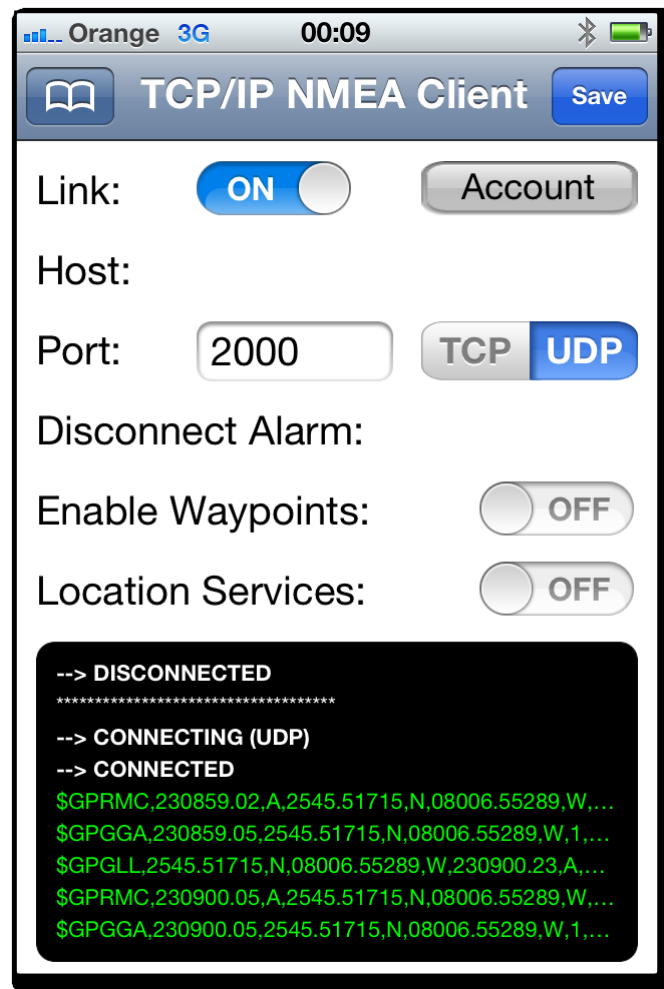 Orange 3G 00:09
TCP/IP NMEA Client Save
Link: ON Account
Host:
Port: 2000 TCP UDP
Disconnect Alarm:
Enable Waypoints: OFF
Location Services: OFF
--> DISCONNECTED
************************************
--> CONNECTING (UDP)
--> CONNECTED
$GPRMC,230859.02,A,2545.51715,N,08006.55289,W,...
$GPGGA,230859.05,2545.51715,N,08006.55289,W,1,...
$GPGLL,2545.51715,N,08006.55289,W,230900.23,A,...
$GPRMC,230900.05,A,2545.51715,N,08006.55289,W,...
$GPGGA,230900.05,2545.51715,N,08006.55289,W,1,...